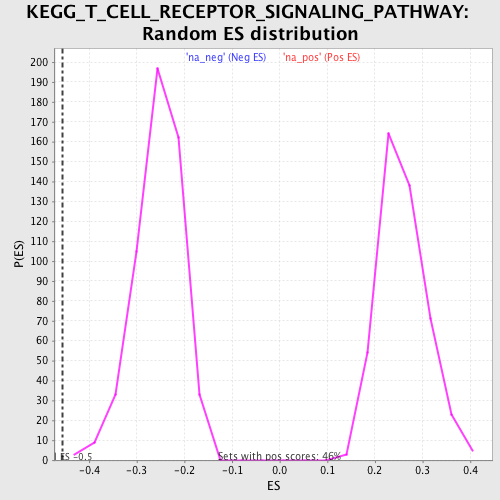 KEGG_T_CELL_RECEPTOR_SIGNALING_PATHWAY:
Random ES distribution
'na_neg' (Neg ES) 'na_pos' (Pos ES)
200
190
180
170
160
150
140
130
120
110
100
90
80
70
60
50
40
30
20
10
0
P(ES)
ES -0.5
Sets with pos scores: 46%
-0.4 -0.3 -0.2 -0.1 0.0 0.1 0.2 0.3 0.4
ES